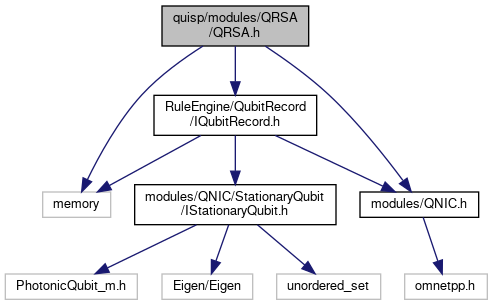 quisp/modules/QRSA
/QRSA.h
RuleEngine/QubitRecord
/IQubitRecord.h
memory
modules/QNIC/StationaryQubit
/IStationaryQubit.h
modules/QNIC.h
PhotonicQubit_m.h
Eigen/Eigen
unordered_set
omnetpp.h